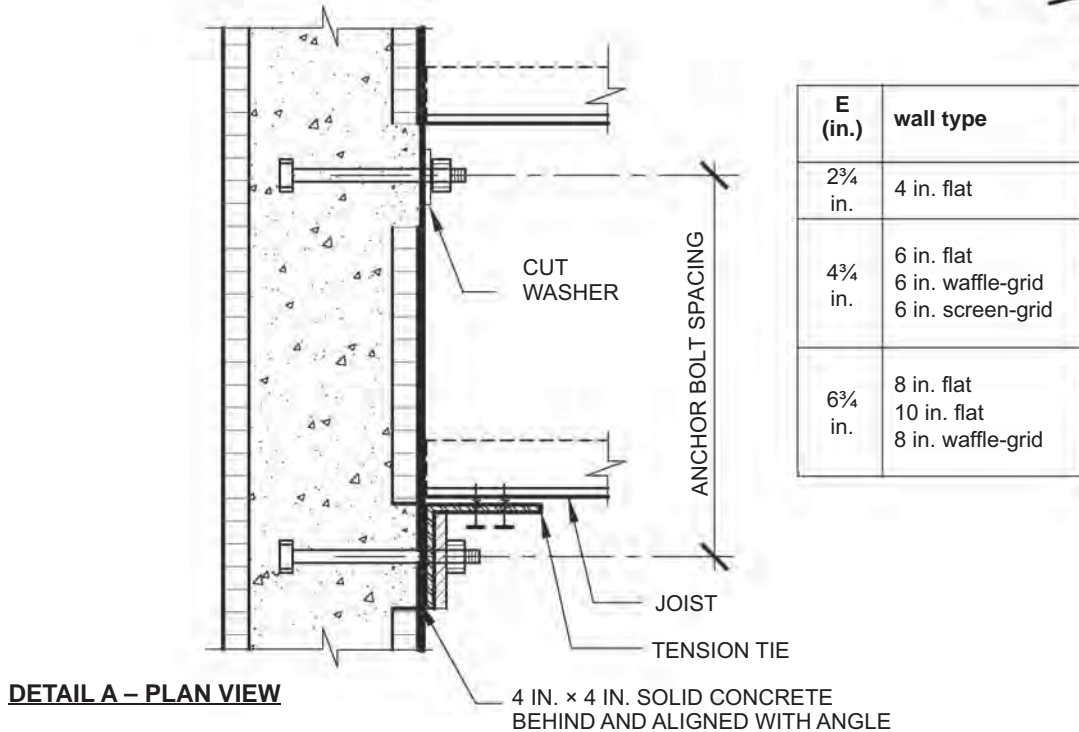 E
(in.)
wall type
2¾
in.
4 in. flat
4¾
in.
6 in. flat
6 in. waffle-grid
6 in. screen-grid
6¾
in.
8 in. flat
10 in. flat
8 in. waffle-grid
CUT
WASHER
ANCHOR BOLT SPACING
JOIST
TENSION TIE
4 IN. × 4 IN. SOLID CONCRETE
BEHIND AND ALIGNED WITH ANGLE
DETAIL A – PLAN VIEW